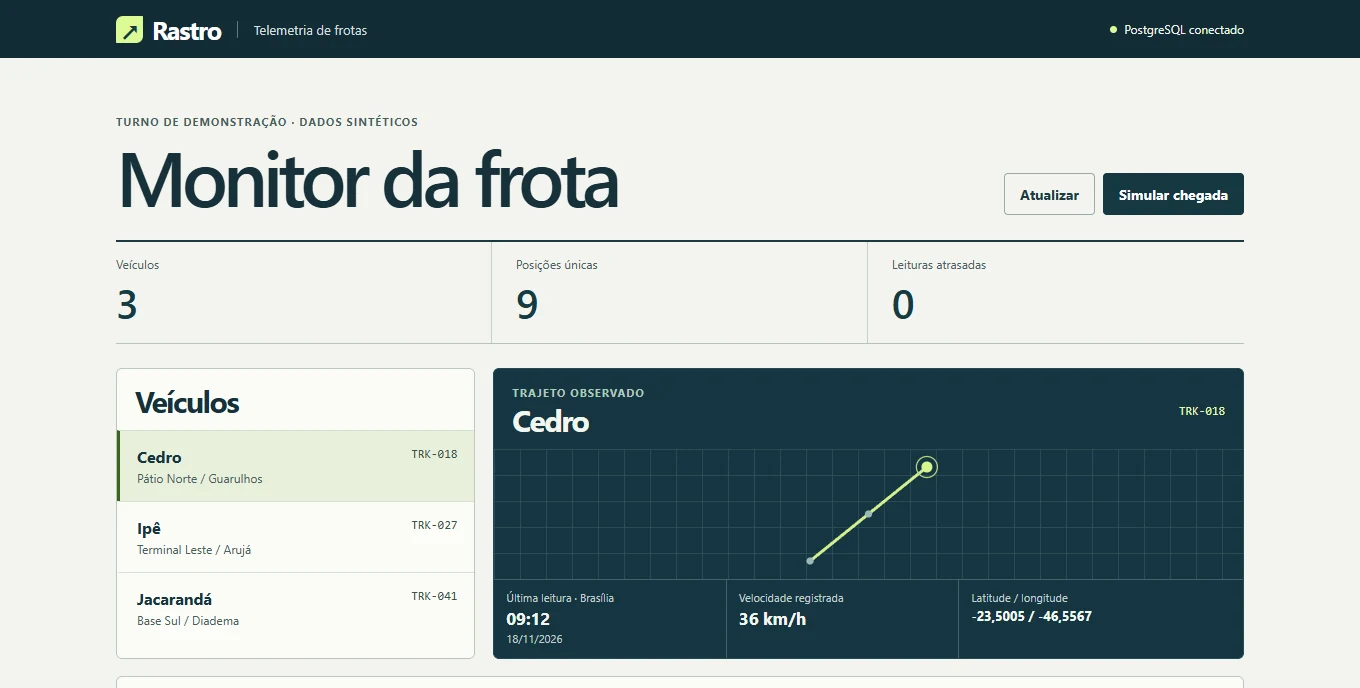 Rastro
Telemetria de frotas
PostgreSQL conectado
TURNO DE DEMONSTRAÇÃO · DADOS SINTÉTICOS
Monitor da frota
Atualizar
Simular chegada
Veículos
3
Posições únicas
9
Leituras atrasadas
0
Veículos
Cedro
TRK-018
Pátio Norte / Guarulhos
Ipê
TRK-027
Terminal Leste / Arujá
Jacarandá
TRK-041
Base Sul / Diadema
TRAJETO OBSERVADO
Cedro
TRK-018
Última leitura · Brasília
09:12
18/11/2026
Velocidade registrada
36 km/h
Latitude / longitude
-23,5005 / -46,5567